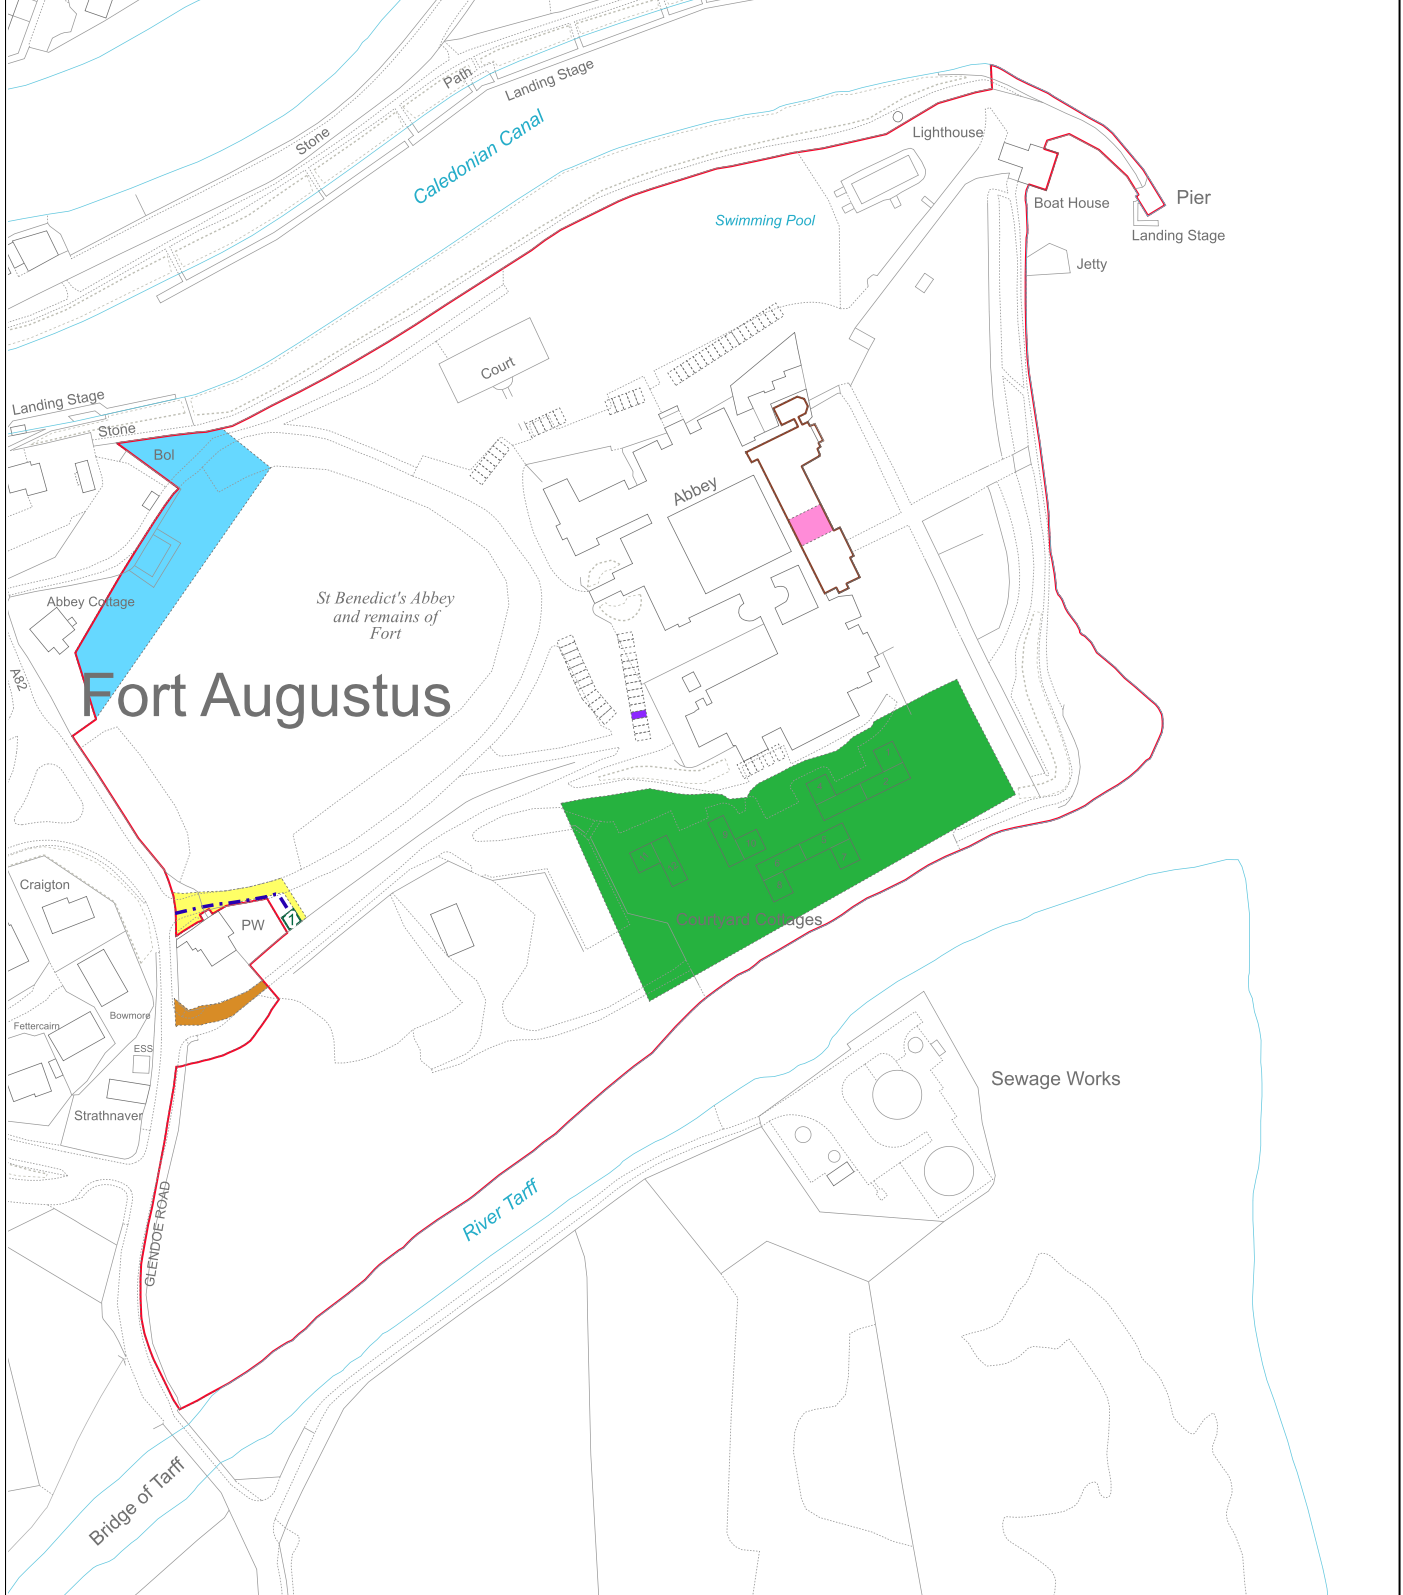 Path
Landing Stage
Stone
Caledonian Canal
Lighthouse
Swimming Pool
Boat House
Pier
Landing Stage
Jetty
Court
Landing Stage
Stone
Bol
Abbey
Abbey Cottage
St Benedict's Abbey
and remains of
Fort
A82
Fort Augustus
Craigton
PW
1
Courtyard Cottages
Bowmore
Fettercairn
ESS
Strathnaver
Sewage Works
GLENDOE ROAD
River Tarff
Bridge of Tarff